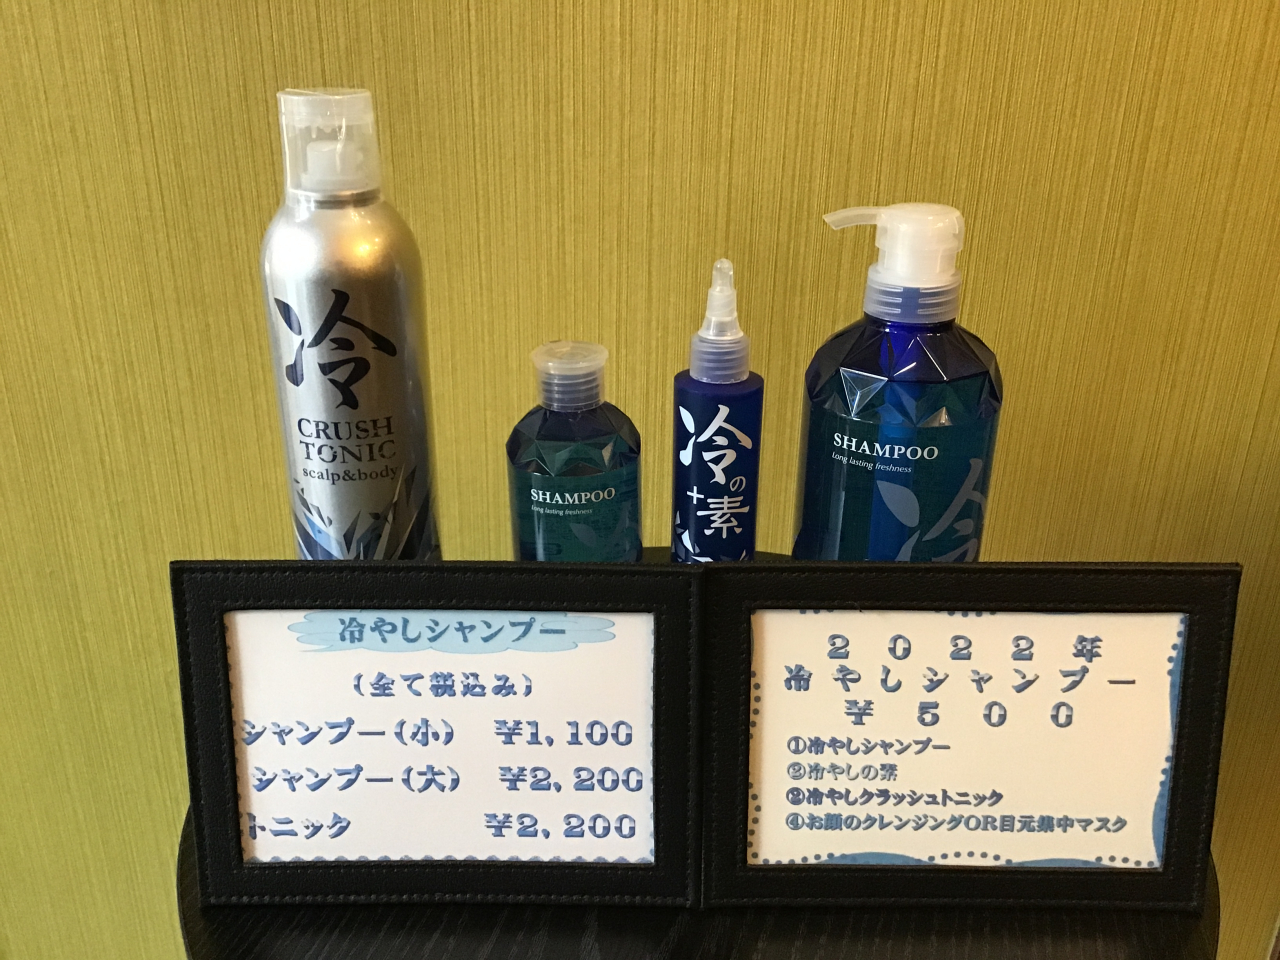 冷
CRUSH
TONIC
scalp&body
SHAMPOO
Long lasting freshness
冷の
+素
SHAMPOO
Long lasting freshness
冷
冷やしシャンプー
(全て税込み)
シャンプー(小) ¥1,100
シャンプー(大) ¥2,200
トニック ¥2,200
2022年
冷やしシャンプー
¥500
①冷やしシャンプー
②冷やしの素
③冷やしクラッシュトニック
④お顔のクレンジングOR目元集中マスク